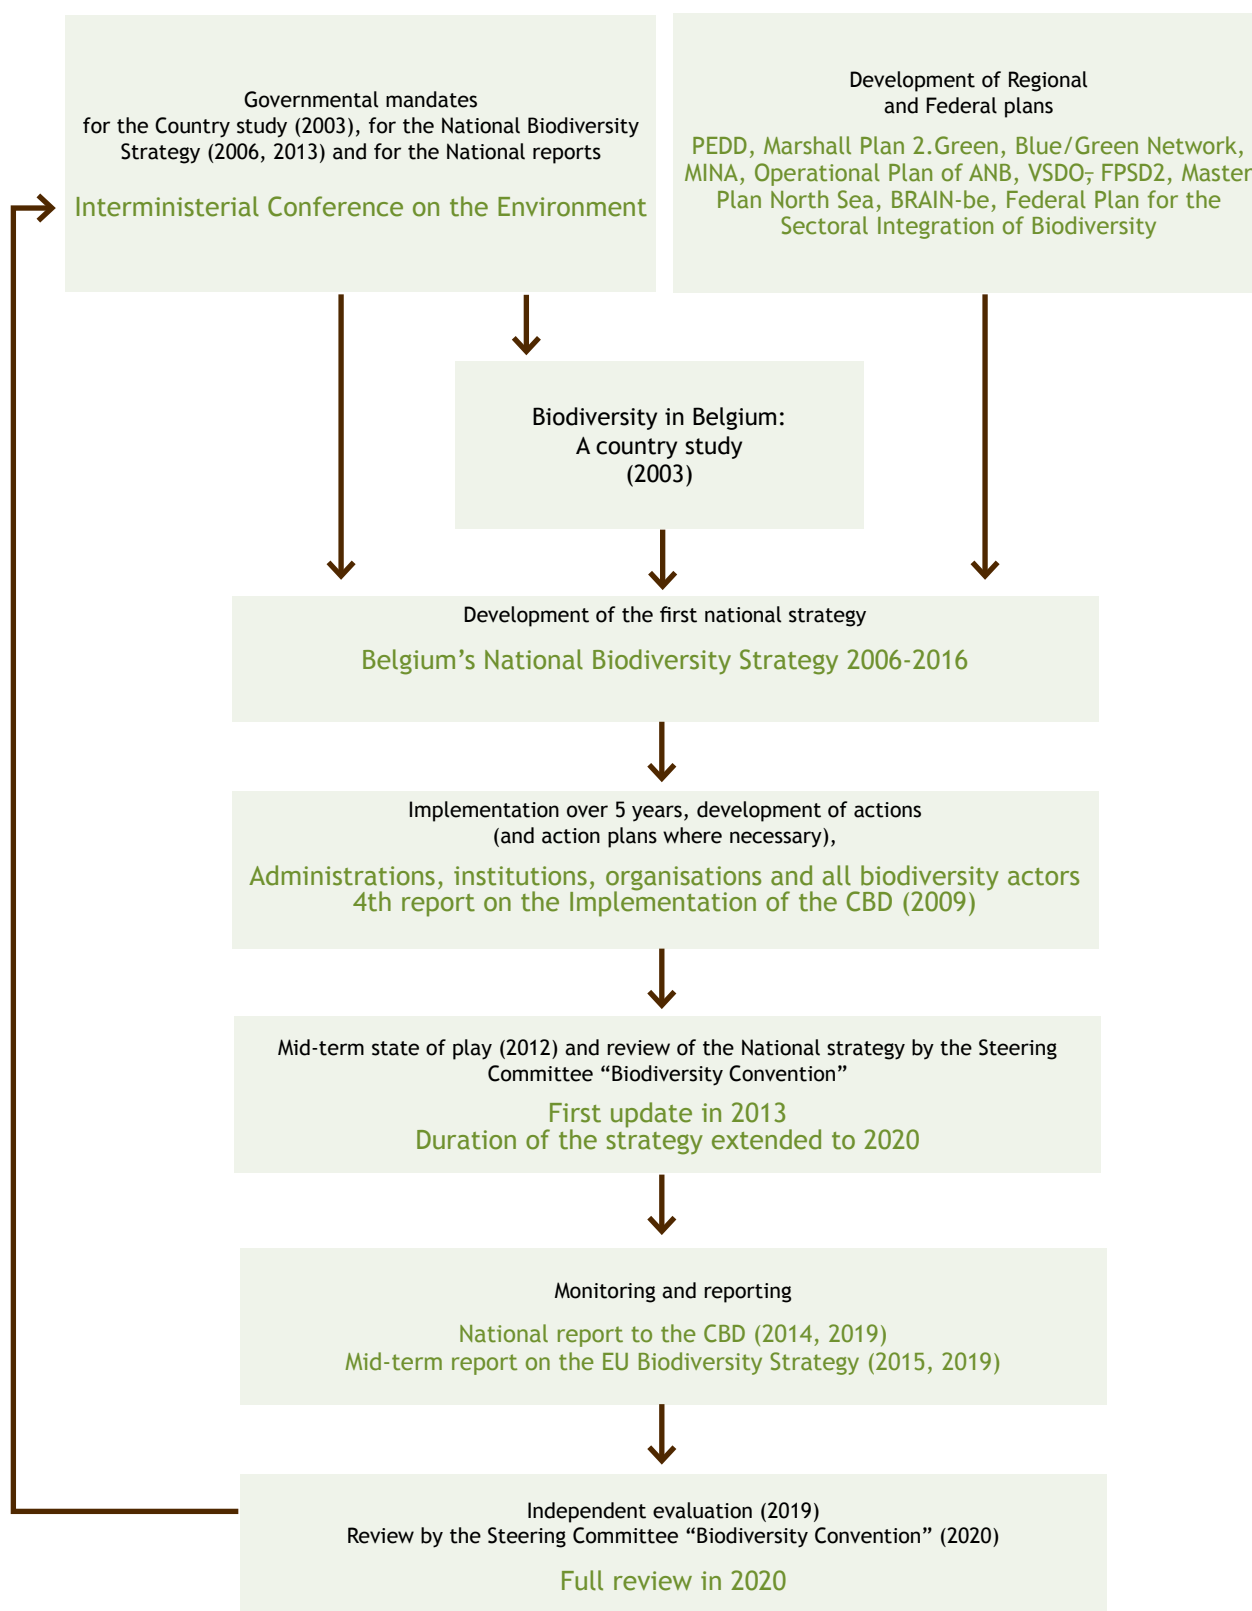 Governmental mandates
for the Country study (2003), for the National Biodiversity
Strategy (2006, 2013) and for the National reports
Interministerial Conference on the Environment
Development of Regional
and Federal plans
PEDD, Marshall Plan 2.Green, Blue/Green Network,
MINA, Operational Plan of ANB, VSDO, FPSD2, Master
Plan North Sea, BRAIN-be, Federal Plan for the
Sectoral Integration of Biodiversity
Biodiversity in Belgium:
A country study
(2003)
Development of the first national strategy
Belgium’s National Biodiversity Strategy 2006-2016
Implementation over 5 years, development of actions
(and action plans where necessary),
Administrations, institutions, organisations and all biodiversity actors
4th report on the Implementation of the CBD (2009)
Mid-term state of play (2012) and review of the National strategy by the Steering
Committee “Biodiversity Convention”
First update in 2013
Duration of the strategy extended to 2020
Monitoring and reporting
National report to the CBD (2014, 2019)
Mid-term report on the EU Biodiversity Strategy (2015, 2019)
Independent evaluation (2019)
Review by the Steering Committee “Biodiversity Convention” (2020)
Full review in 2020